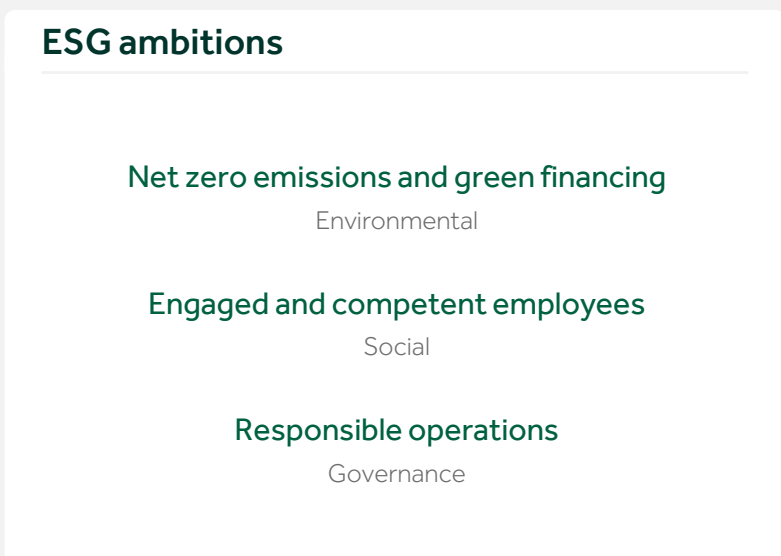 ESG ambitions
Net zero emissions and green financing
Environmental
Engaged and competent employees
Social
Responsible operations
Governance